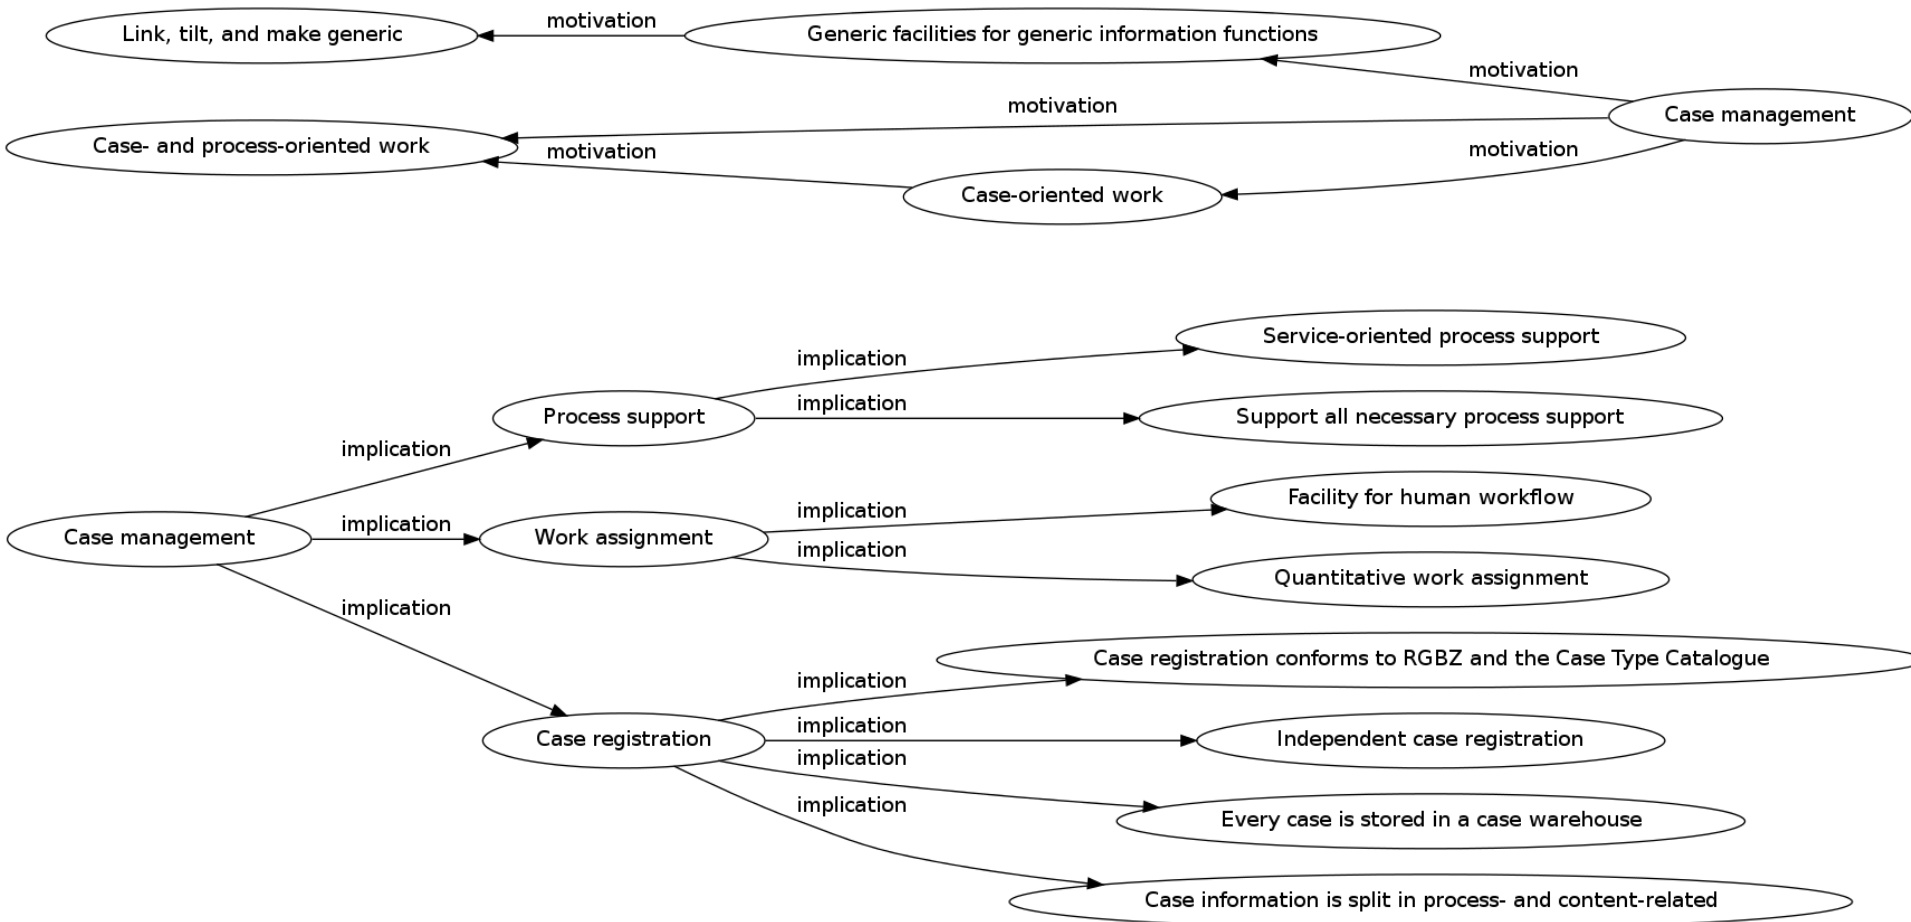 motivation
Link, tilt, and make generic
Generic facilities for generic information functions
motivation
motivation
Case management
Case- and process-oriented work
motivation
motivation
Case-oriented work
Service-oriented process support
implication
Process support
implication
Support all necessary process support
implication
Facility for human workflow
implication
Case management
implication
Work assignment
implication
Quantitative work assignment
implication
Case registration conforms to RGBZ and the Case Type Catalogue
implication
Case registration
implication
Independent case registration
implication
Every case is stored in a case warehouse
implication
Case information is split in process- and content-related